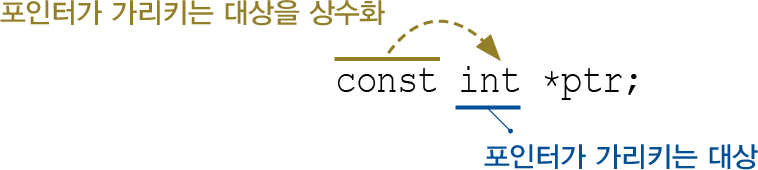 포인터가 가리키는 대상을 상수화
const int *ptr;
포인터가 가리키는 대상